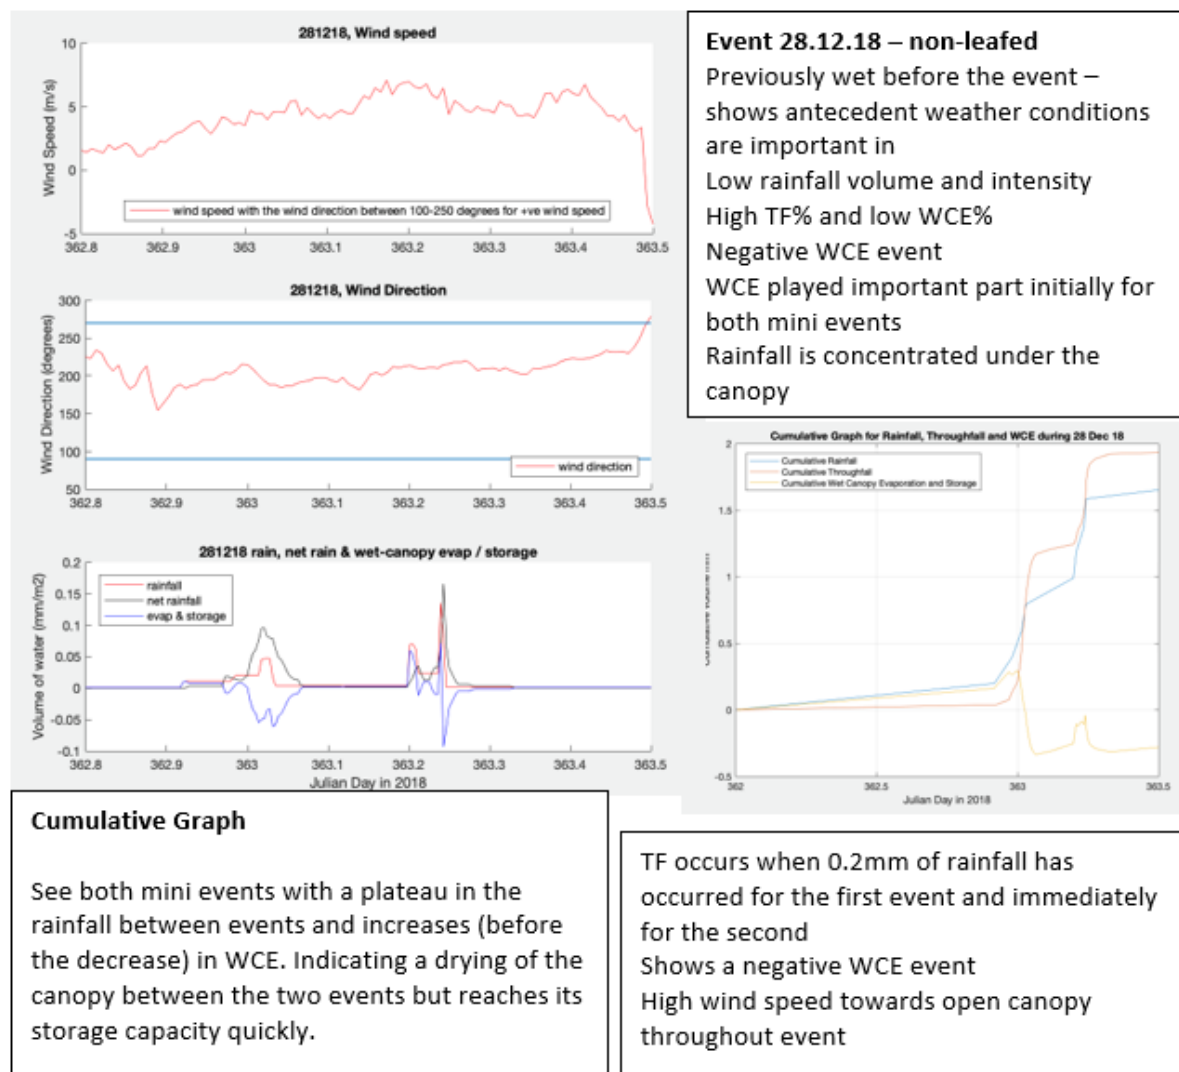 281218, Wind speed
10
5
0
-5
Wind Speed (m/s)
wind speed with the wind direction between 100-250 degrees for +ve wind speed
362.8 362.9 363 363.1 363.2 363.3 363.4 363.5
281218, Wind Direction
300
250
200
150
100
50
Wind Direction (degrees)
wind direction
362.8 362.9 363 363.1 363.2 363.3 363.4 363.5
281218 rain, net rain & wet-canopy evap / storage
0.2
0.15
0.1
0.05
0
-0.05
-0.1
Volume of water (mm/m2)
rainfall
net rainfall
evap & storage
362.8 362.9 363 363.1 363.2 363.3 363.4 363.5
Julian Day in 2018
Event 28.12.18 – non-leafed
Previously wet before the event –
shows antecedent weather conditions
are important in
Low rainfall volume and intensity
High TF% and low WCE%
Negative WCE event
WCE played important part initially for
both mini events
Rainfall is concentrated under the
canopy
Cumulative Graph for Rainfall, Throughfall and WCE during 28 Dec 18
2
1.5
1
0.5
0
-0.5
Cumulative Rainfall
Cumulative Throughfall
Cumulative Wet Canopy Evaporation and Storage
362 362.5 363 363.5
Julian Day in 2018
Cumulative Graph
See both mini events with a plateau in the
rainfall between events and increases (before
the decrease) in WCE. Indicating a drying of the
canopy between the two events but reaches its
storage capacity quickly.
TF occurs when 0.2mm of rainfall has
occurred for the first event and immediately
for the second
Shows a negative WCE event
High wind speed towards open canopy
throughout event